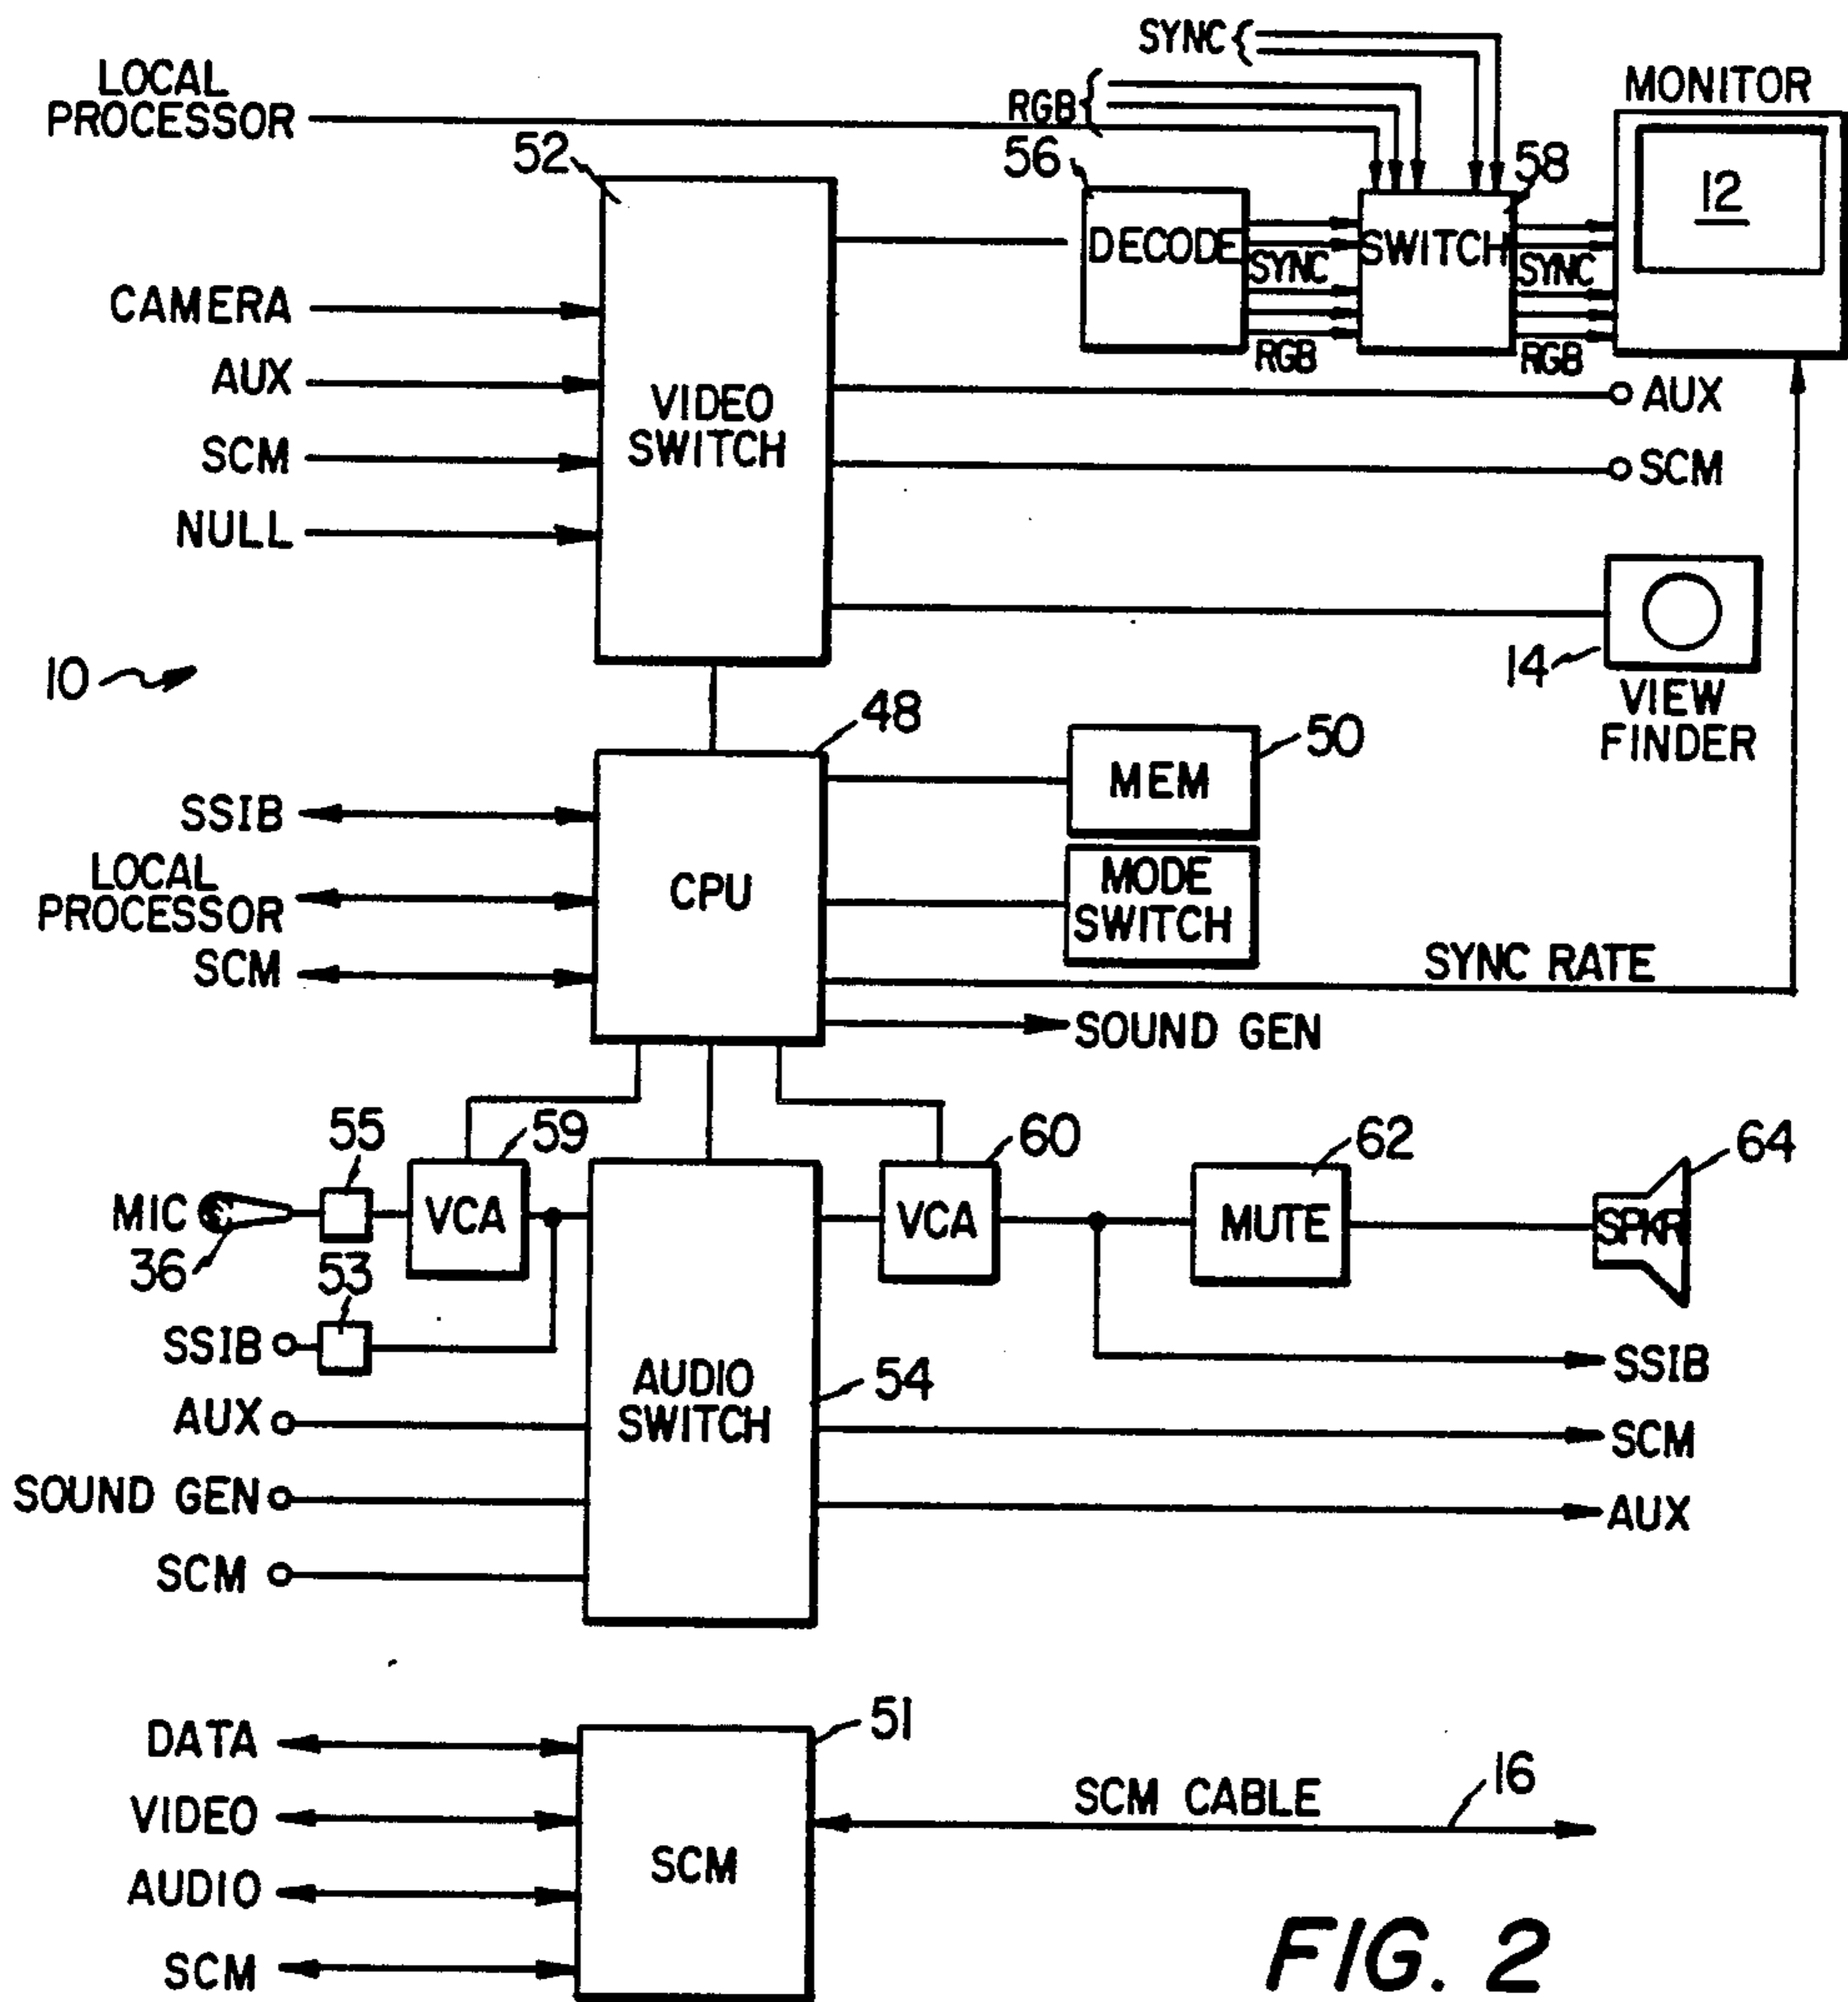 SYNC
LOCAL
PROCESSOR
RGB
MONITOR
52
56
58
12
DECODE
SWITCH
SYNC
SYNC
RGB
RGB
CAMERA
AUX
SCM
NULL
VIDEO
SWITCH
AUX
SCM
10
14
VIEW
FINDER
48
50
MEM
SSIB
LOCAL
PROCESSOR
SCM
CPU
MODE
SWITCH
SYNC RATE
SOUND GEN
55
59
60
62
64
MIC
36
VCA
VCA
MUTE
SPKR
53
SSIB
AUX
SOUND GEN
SCM
AUDIO
SWITCH
54
SSIB
SCM
AUX
51
DATA
VIDEO
AUDIO
SCM
SCM
SCM CABLE
16
FIG. 2